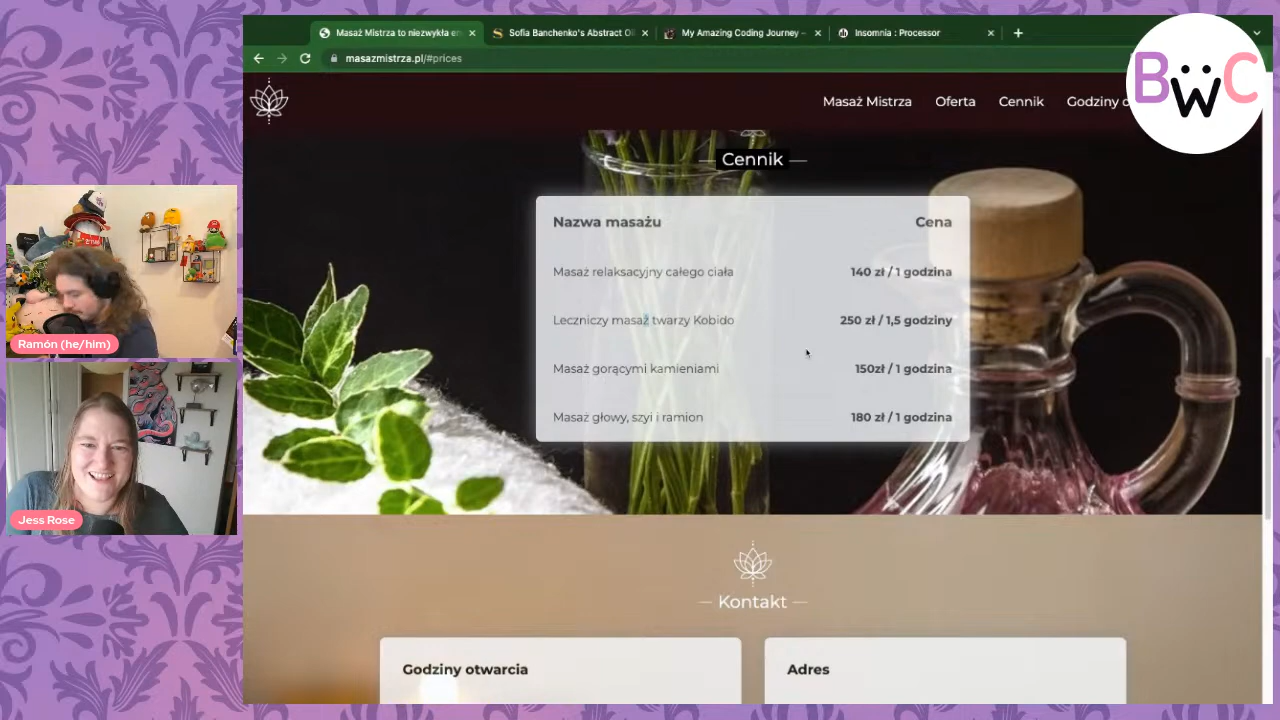 Masaż Mistrza to niezwykła en
Sofia Banchenko's Abstract Oi
My Amazing Coding Journey –
Insomnia : Processor
masazmistrza.pl/#prices
BwC
Masaż Mistrza
Oferta
Cennik
Godziny o
Cennik
Nazwa masażu Cena
Masaż relaksacyjny całego ciała 140 zł / 1 godzina
Leczniczy masaż twarzy Kobido 250 zł / 1,5 godziny
Masaż gorącymi kamieniami 150zł / 1 godzina
Masaż głowy, szyi i ramion 180 zł / 1 godzina
Kontakt
Godziny otwarcia
Adres
Ramón (he/him)
Jess Rose